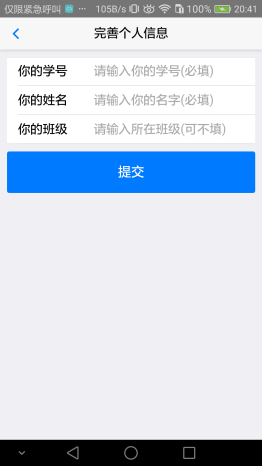 仅限紧急呼叫 ··· 105B/s 100% 20:41
完善个人信息
你的学号 请输入你的学号(必填)
你的姓名 请输入你的名字(必填)
你的班级 请输入所在班级(可不填)
提交